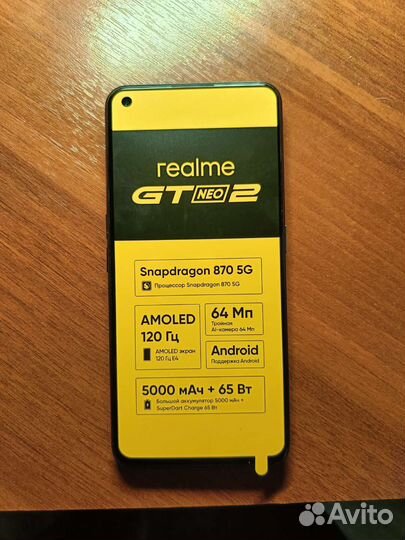 realme
GT NEO 2
Snapdragon 870 5G
Процессор Snapdragon 870 5G
AMOLED
120 Гц
AMOLED экран
120 Гц E4
64 Мп
Тройная
AI-камера 64 Мп
Android
Поддержка Android
5000 мАч + 65 Вт
Большой аккумулятор 5000 мАч +
SuperDart Charge 65 Вт
Avito